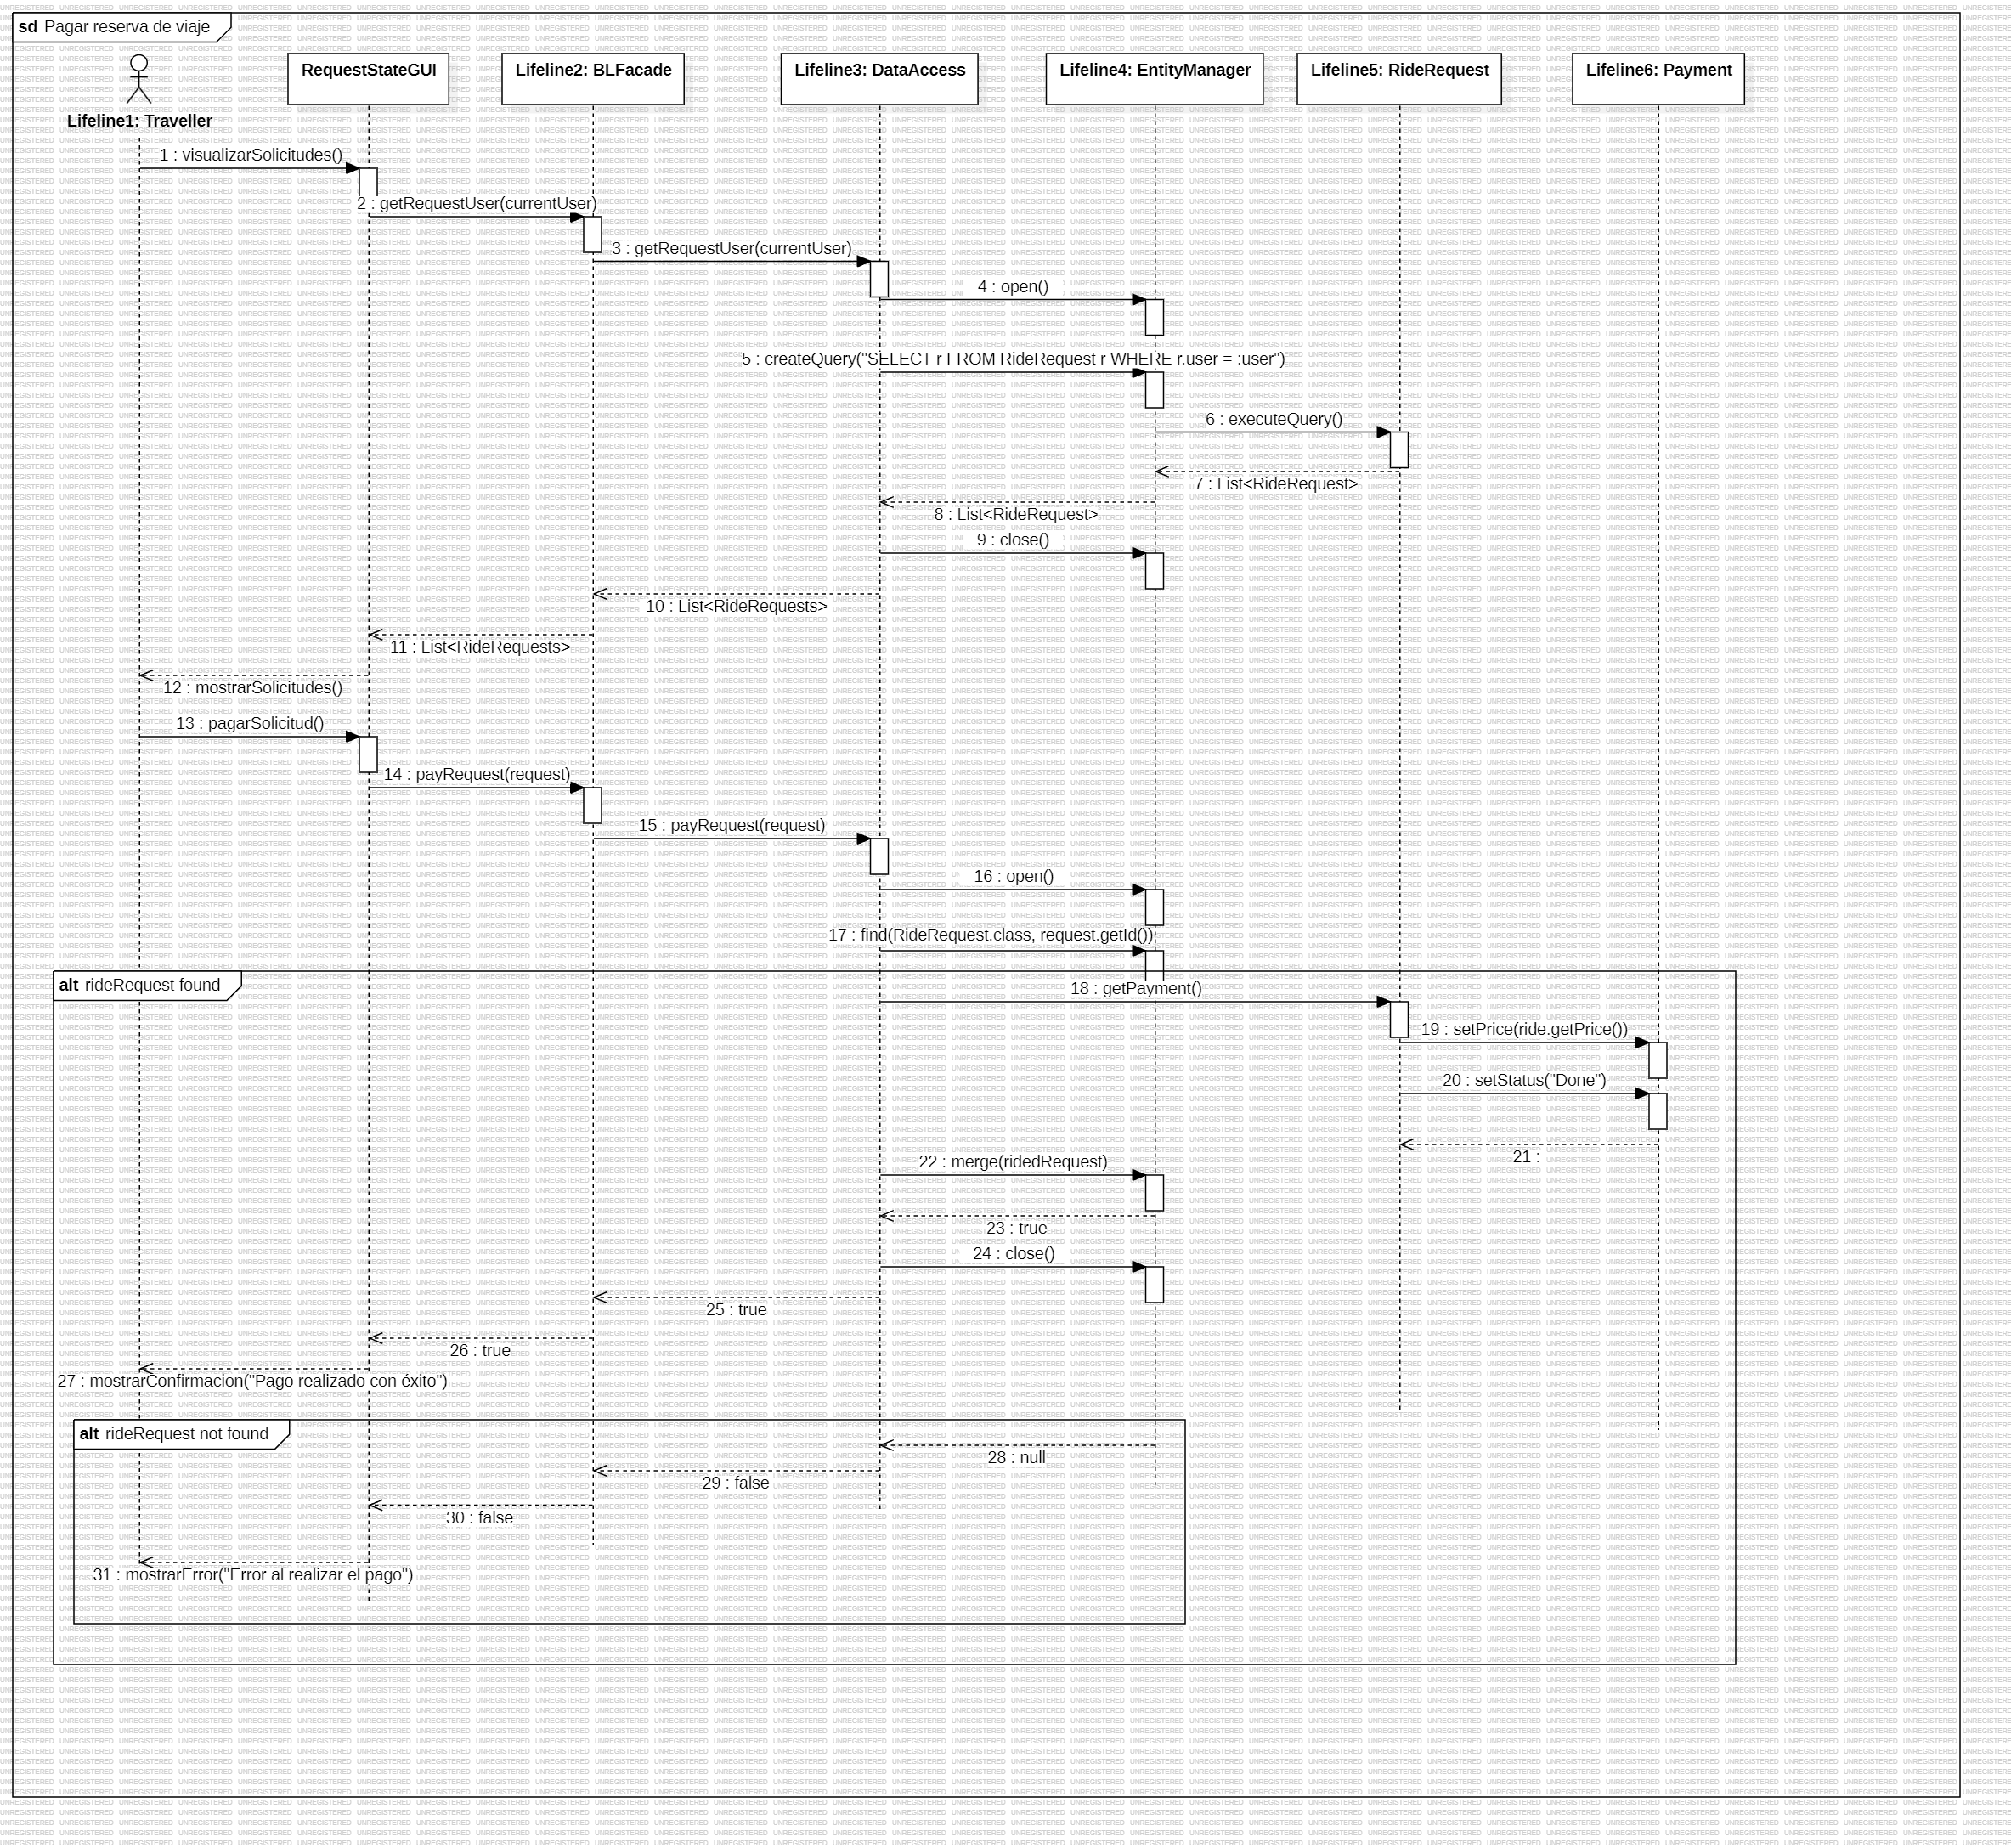 sd Pagar reserva de viaje
RequestStateGUI
Lifeline2: BLFacade
Lifeline3: DataAccess
Lifeline4: EntityManager
Lifeline5: RideRequest
Lifeline6: Payment
Lifeline1: Traveller
1 : visualizarSolicitudes()
2 : getRequestUser(currentUser)
3 : getRequestUser(currentUser)
4 : open()
5 : createQuery("SELECT r FROM RideRequest r WHERE r.user = :user")
6 : executeQuery()
7 : List<RideRequest>
8 : List<RideRequest>
9 : close()
10 : List<RideRequests>
11 : List<RideRequests>
12 : mostrarSolicitudes()
13 : pagarSolicitud()
14 : payRequest(request)
15 : payRequest(request)
16 : open()
17 : find(RideRequest.class, request.getId())
alt rideRequest found
18 : getPayment()
19 : setPrice(ride.getPrice())
20 : setStatus("Done")
21 :
22 : merge(ridedRequest)
23 : true
24 : close()
25 : true
26 : true
27 : mostrarConfirmacion("Pago realizado con éxito")
alt rideRequest not found
28 : null
29 : false
30 : false
31 : mostrarError("Error al realizar el pago")
UNREGISTERED